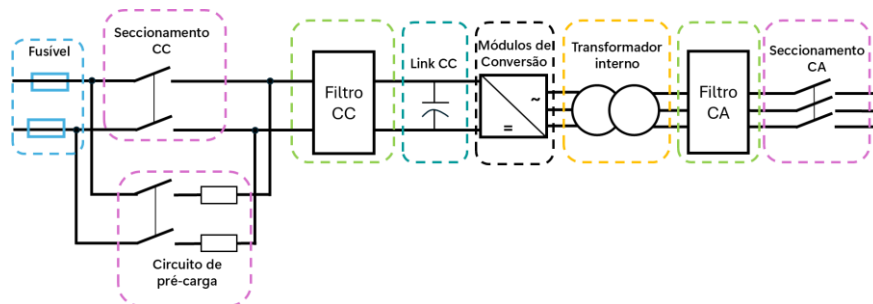 Fusível
Seccionamento
CC
Filtro
CC
Link CC
Módulos de
Conversão
~
=
Transformador
interno
Filtro
CA
Seccionamento
CA
Circuito de
pré-carga